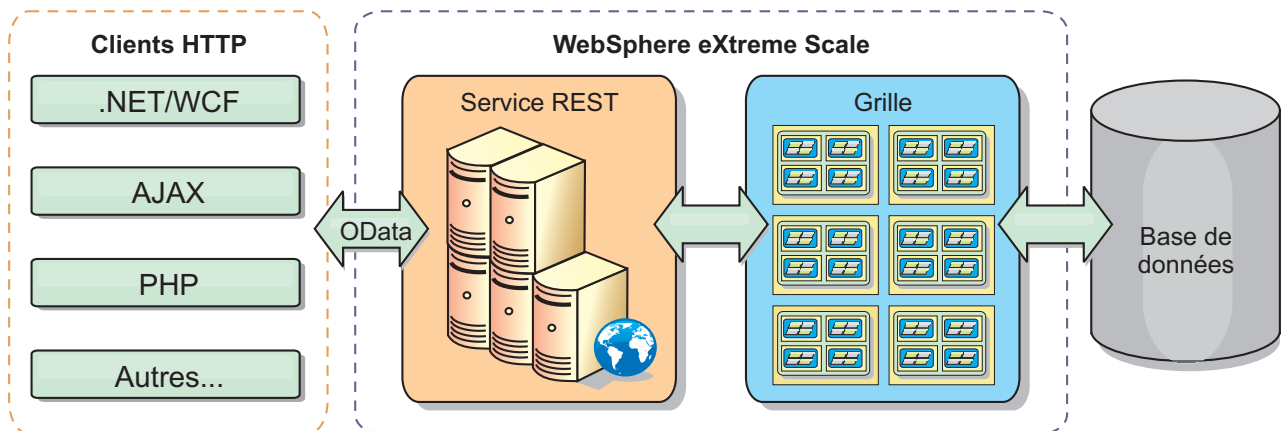 Clients HTTP
.NET/WCF
AJAX
PHP
Autres...
OData
WebSphere eXtreme Scale
Service REST
Grille
Base de
données